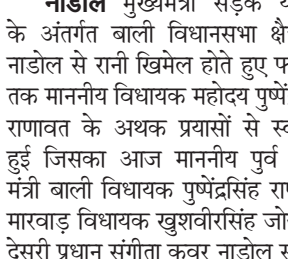 नाडोल मुख्यमंत्री सड़क
के अंतर्गत बाली विधानसभा
नाडोल से रानी खिमेल होते हुए
तक माननीय विधायक महोदय
राणावत के अथक प्रयासों से
हुई जिसका आज माननीय पुर्व
मंत्री बाली विधायक पुष्पेंद्रसिंह
मारवाड़ विधायक खुशवीरसिंह
देसूरी प्रधान संगीता कवर नाडोल